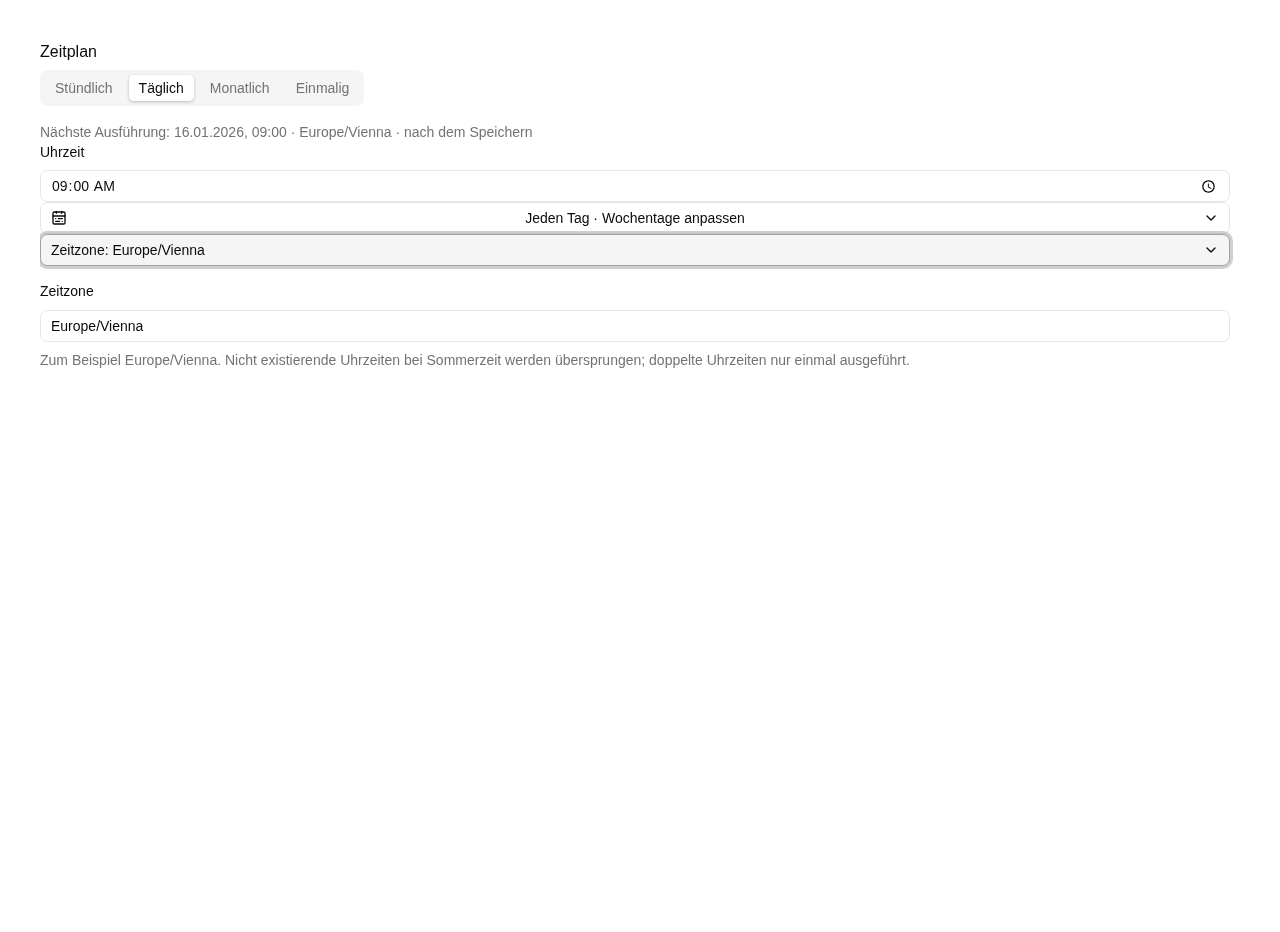 Zeitplan
Stündlich Täglich Monatlich Einmalig
Nächste Ausführung: 16.01.2026, 09:00 · Europe/Vienna · nach dem Speichern
Uhrzeit
09:00 AM
Jeden Tag · Wochentage anpassen
Zeitzone: Europe/Vienna
Zeitzone
Europe/Vienna
Zum Beispiel Europe/Vienna. Nicht existierende Uhrzeiten bei Sommerzeit werden übersprungen; doppelte Uhrzeiten nur einmal ausgeführt.